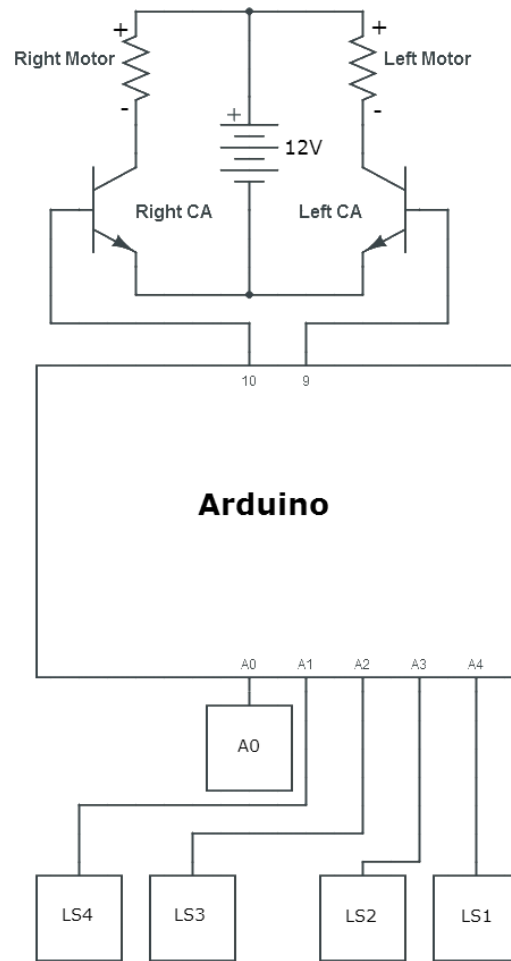 + +
Right Motor Left Motor
- -
+
12V
Right CA Left CA
10 9
Arduino
A0 A1 A2 A3 A4
A0
LS4 LS3 LS2 LS1